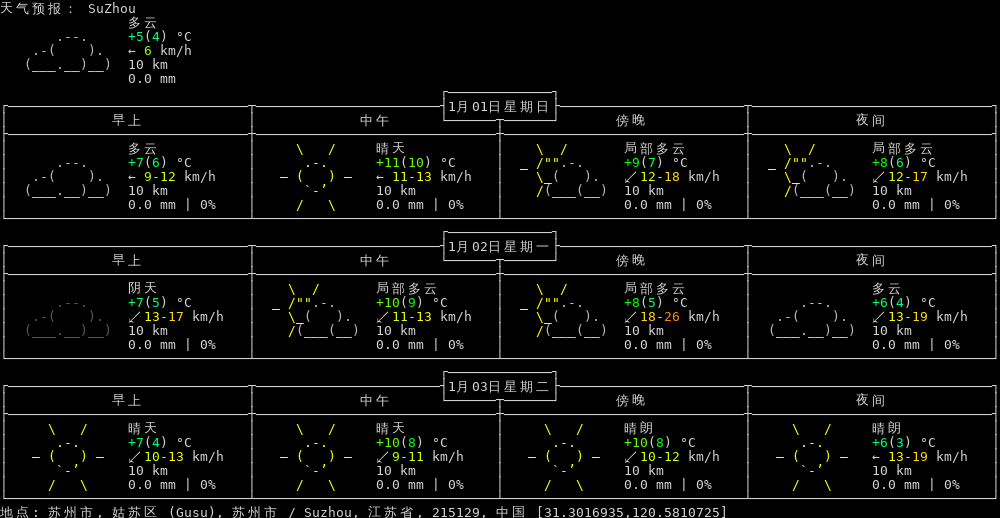 天气预报: SuZhou
多云
+5(4) °C
← 6 km/h
10 km
0.0 mm
1月01日星期日
早上 中午 傍晚 夜间
多云 晴天 局部多云 局部多云
+7(6) °C +11(10) °C +9(7) °C +8(6) °C
← 9-12 km/h ← 11-13 km/h ↙ 12-18 km/h ↙ 12-17 km/h
10 km 10 km 10 km 10 km
0.0 mm | 0% 0.0 mm | 0% 0.0 mm | 0% 0.0 mm | 0%
1月02日星期一
早上 中午 傍晚 夜间
阴天 局部多云 局部多云 多云
+7(5) °C +10(9) °C +8(5) °C +6(4) °C
↙ 13-17 km/h ↙ 11-13 km/h ↙ 18-26 km/h ↙ 13-19 km/h
10 km 10 km 10 km 10 km
0.0 mm | 0% 0.0 mm | 0% 0.0 mm | 0% 0.0 mm | 0%
1月03日星期二
早上 中午 傍晚 夜间
晴天 晴天 晴朗 晴朗
+7(4) °C +10(8) °C +10(8) °C +6(3) °C
↙ 10-13 km/h ↙ 9-11 km/h ↙ 10-12 km/h ← 13-19 km/h
10 km 10 km 10 km 10 km
0.0 mm | 0% 0.0 mm | 0% 0.0 mm | 0% 0.0 mm | 0%
地点: 苏州市, 姑苏区 (Gusu), 苏州市 / Suzhou, 江苏省, 215129, 中国 [31.3016935,120.5810725]